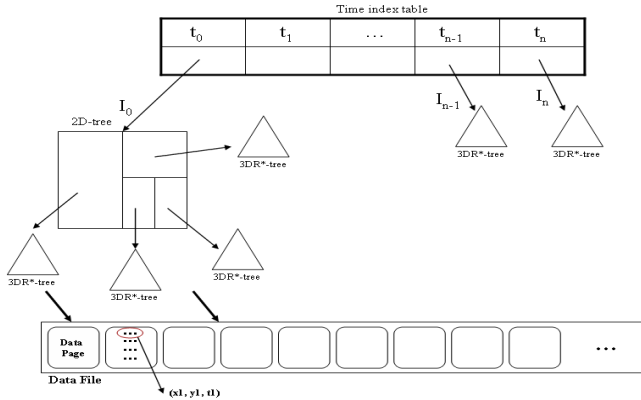 Time index table
t0 t1 ... tn-1 tn
I0
In-1
In
2D-tree
3DR*-tree
3DR*-tree
3DR*-tree
3DR*-tree
3DR*-tree
3DR*-tree
Data
Page
...
...
...
...
...
Data File
(x1, y1, t1)